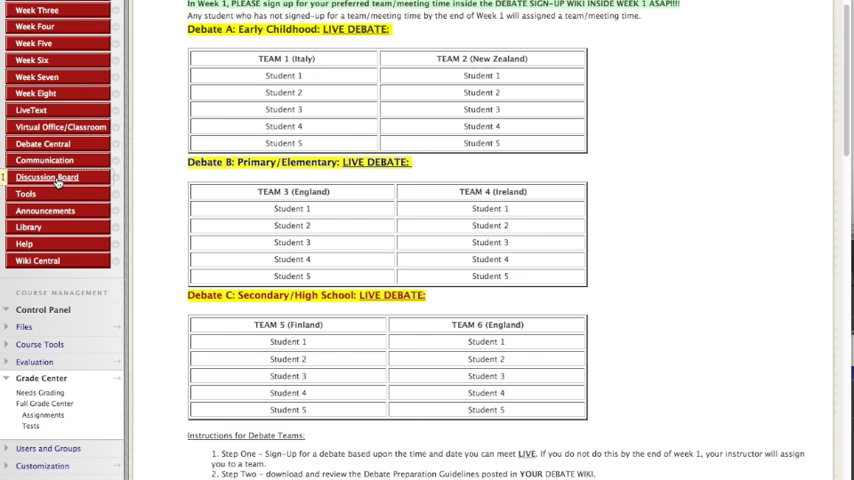 Week Three
Week Four
Week Five
Week Six
Week Seven
Week Eight
LiveText
Virtual Office/Classroom
Debate Central
Communication
Discussion Board
Tools
Announcements
Library
Help
Wiki Central
COURSE MANAGEMENT
Control Panel
Files
Course Tools
Evaluation
Grade Center
Needs Grading
Full Grade Center
Assignments
Tests
Users and Groups
Customization
In Week 1, PLEASE sign up for your preferred team/meeting time inside the DEBATE SIGN-UP WIKI INSIDE WEEK 1 ASAP!!!!
Any student who has not signed-up for a team/meeting time by the end of Week 1 will assigned a team/meeting time.
Debate A: Early Childhood: LIVE DEBATE:
TEAM 1 (Italy) TEAM 2 (New Zealand)
Student 1 Student 1
Student 2 Student 2
Student 3 Student 3
Student 4 Student 4
Student 5 Student 5
Debate B: Primary/Elementary: LIVE DEBATE:
TEAM 3 (England) TEAM 4 (Ireland)
Student 1 Student 1
Student 2 Student 2
Student 3 Student 3
Student 4 Student 4
Student 5 Student 5
Debate C: Secondary/High School: LIVE DEBATE:
TEAM 5 (Finland) TEAM 6 (England)
Student 1 Student 1
Student 2 Student 2
Student 3 Student 3
Student 4 Student 4
Student 5 Student 5
Instructions for Debate Teams:
1. Step One - Sign-Up for a debate based upon the time and date you can meet LIVE. If you do not do this by the end of week 1, your instructor will assign
you to a team.
2. Step Two - download and review the Debate Preparation Guidelines posted in YOUR DEBATE WIKI.